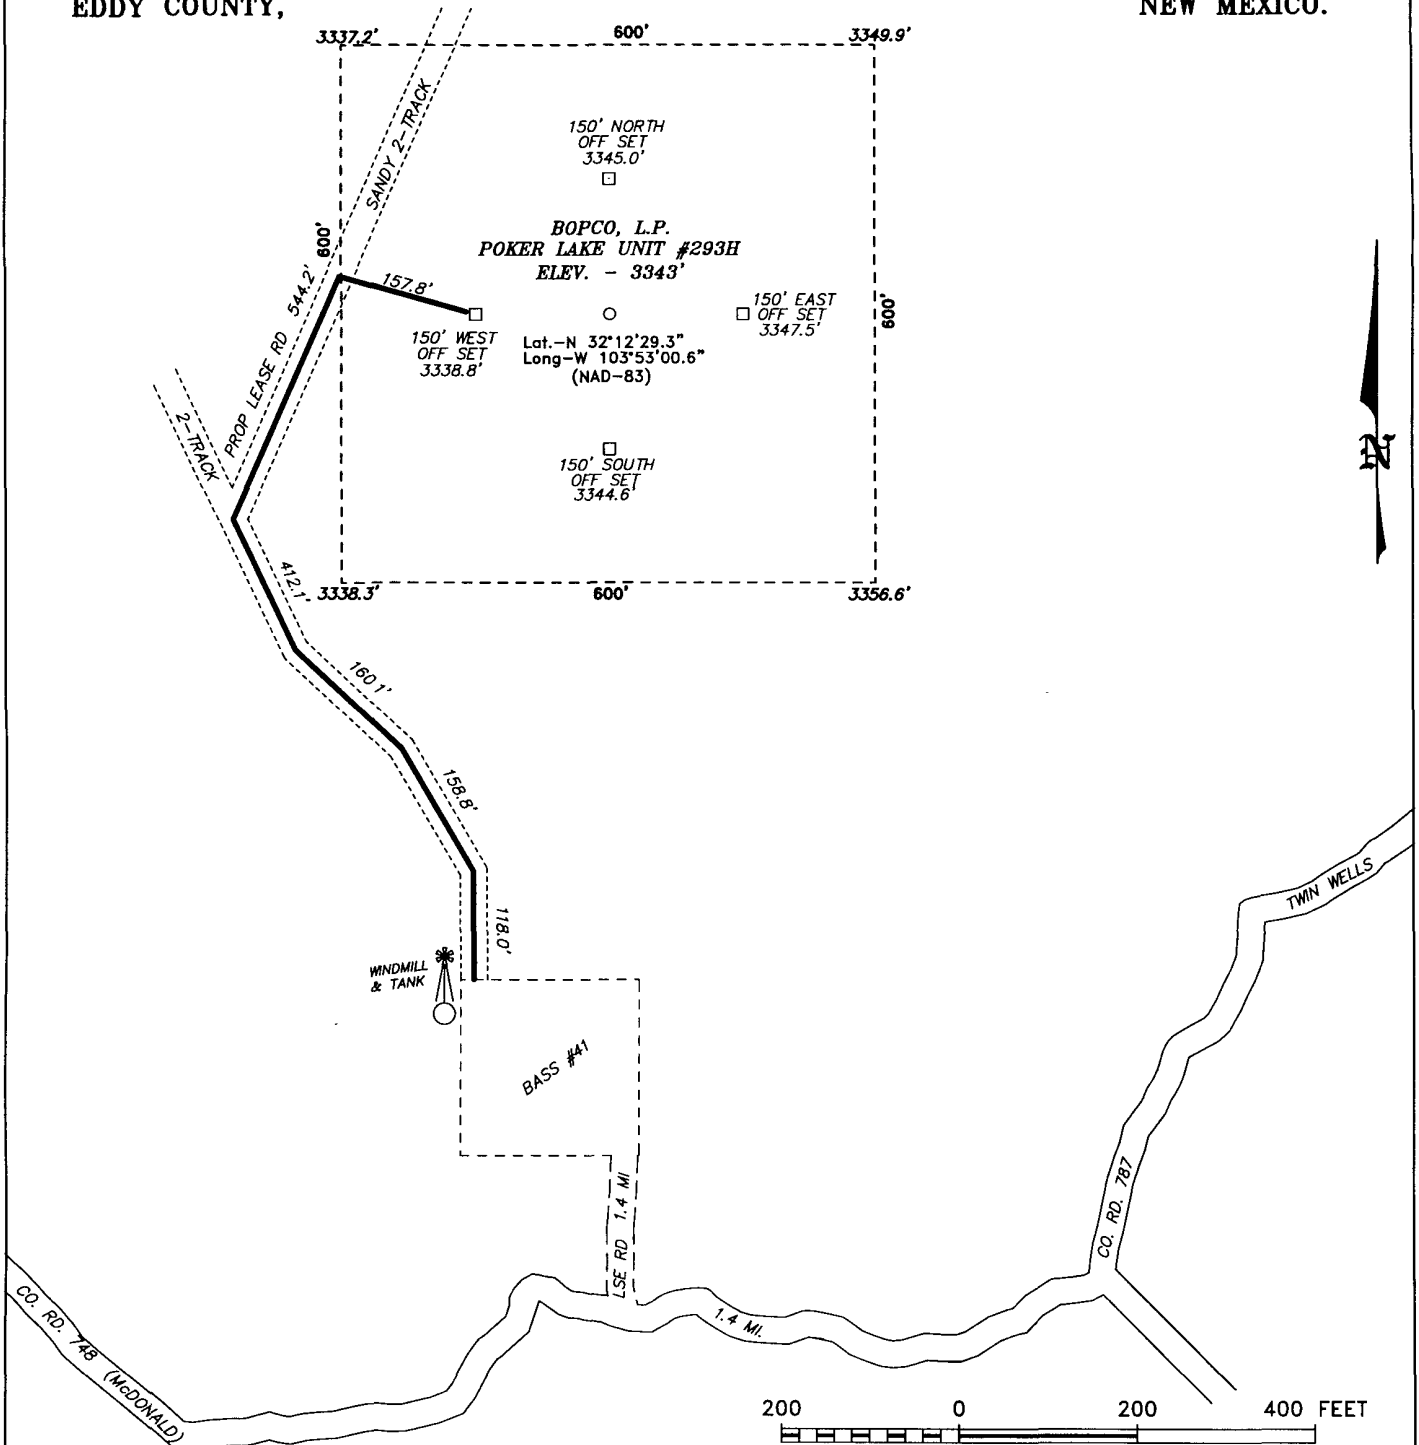 EDDY COUNTY, NEW MEXICO.
3337.2'
600'
3349.9'
SANDY 2-TRACK
150' NORTH
OFF SET
3345.0'
600'
BOPCO, L.P.
POKER LAKE UNIT #293H
ELEV. - 3343'
157.8'
PROP LEASE RD 544.2'
150' WEST
OFF SET
3338.8'
Lat.-N 32°12'29.3"
Long-W 103°53'00.6"
(NAD-83)
150' EAST
OFF SET
3347.5'
600'
2-TRACK
150' SOUTH
OFF SET
3344.6'
N
412.1'
3338.3'
600'
3356.6'
160 1'
158.8'
118.0'
WINDMILL
& TANK
BASS #41
TWIN WELLS
LSE RD 1.4 MI
CO. RD. 787
1.4 MI.
CO. RD. 748 (McDONALD)
200 0 200 400 FEET